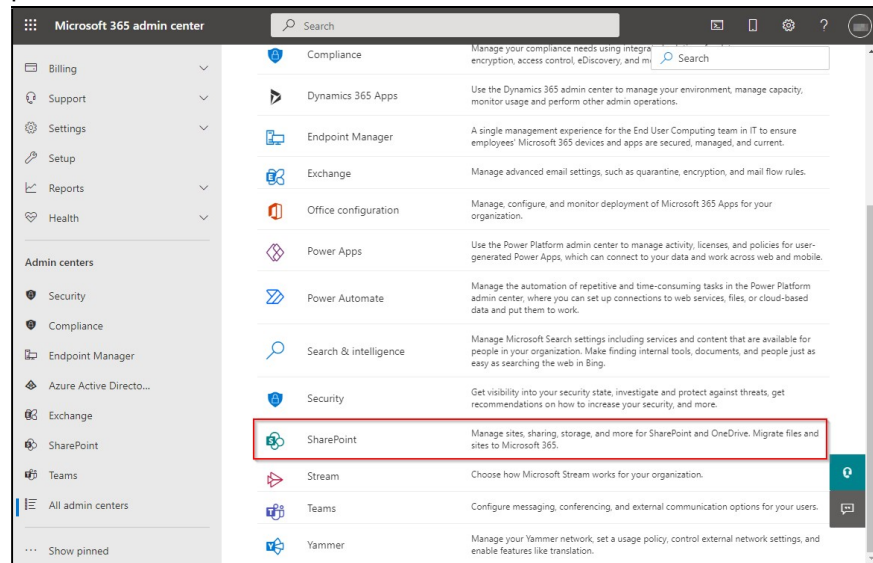 Microsoft 365 admin center
Search
?
Billing
Support
Settings
Setup
Reports
Health
Admin centers
Security
Compliance
Endpoint Manager
Azure Active Directo...
Exchange
SharePoint
Teams
All admin centers
Show pinned
Compliance
Manage your compliance needs using integra
encryption, access control, eDiscovery, and m
Search
Dynamics 365 Apps
Use the Dynamics 365 admin center to manage your environment, manage capacity,
monitor usage and perform other admin operations.
Endpoint Manager
A single management experience for the End User Computing team in IT to ensure
employees' Microsoft 365 devices and apps are secured, managed, and current.
Exchange
Manage advanced email settings, such as quarantine, encryption, and mail flow rules.
Office configuration
Manage, configure, and monitor deployment of Microsoft 365 Apps for your
organization.
Power Apps
Use the Power Platform admin center to manage activity, licenses, and policies for user-
generated Power Apps, which can connect to your data and work across web and mobile.
Power Automate
Manage the automation of repetitive and time-consuming tasks in the Power Platform
admin center, where you can set up connections to web services, files, or cloud-based
data and put them to work.
Search & intelligence
Manage Microsoft Search settings including services and content that are available for
people in your organization. Make finding internal tools, documents, and people just as
easy as searching the web in Bing.
Security
Get visibility into your security state, investigate and protect against threats, get
recommendations on how to increase your security, and more.
SharePoint
Manage sites, sharing, storage, and more for SharePoint and OneDrive. Migrate files and
sites to Microsoft 365.
Stream
Choose how Microsoft Stream works for your organization.
Teams
Configure messaging, conferencing, and external communication options for your users.
Yammer
Manage your Yammer network, set a usage policy, control external network settings, and
enable features like translation.